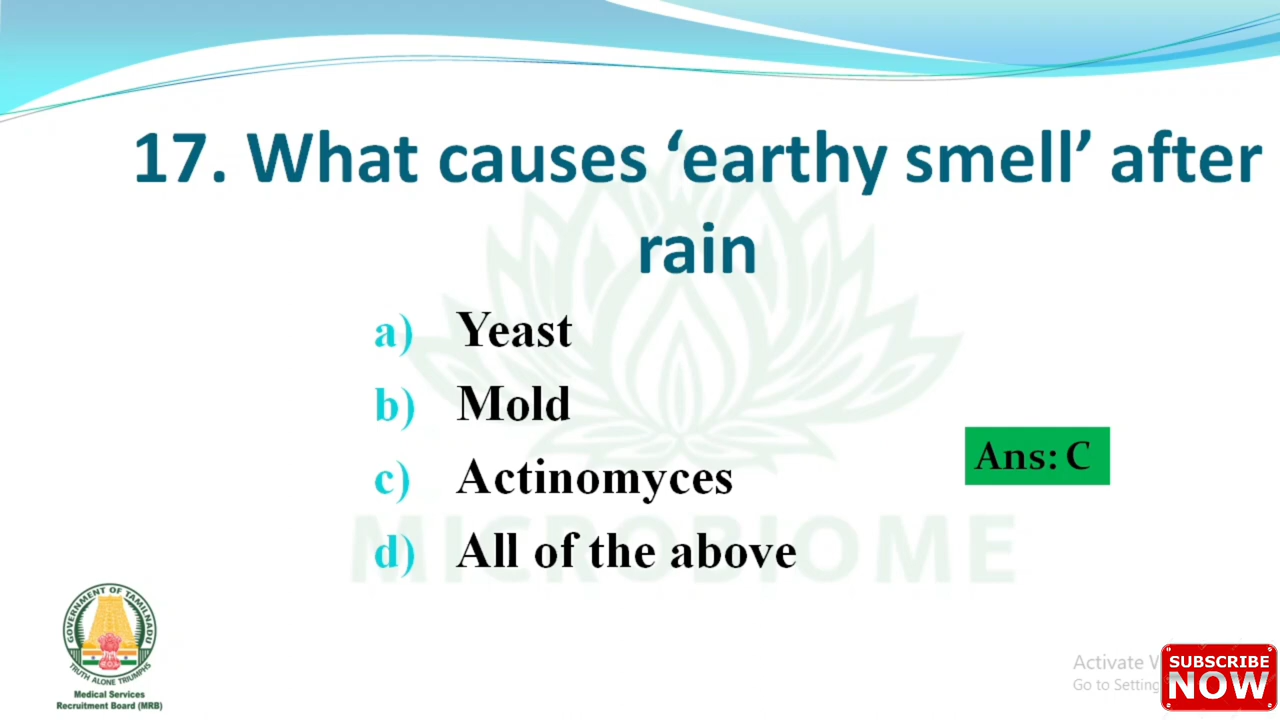 17. What causes ‘earthy smell’ after
rain
a) Yeast
b) Mold
c) Actinomyces
d) All of the above
Ans: C
MICROBIOME
GOVERNMENT OF TAMILNADU
TRUTH ALONE TRIUMPHS
Medical Services
Recruitment Board (MRB)
Activate
Go to Setting
SUBSCRIBE
NOW